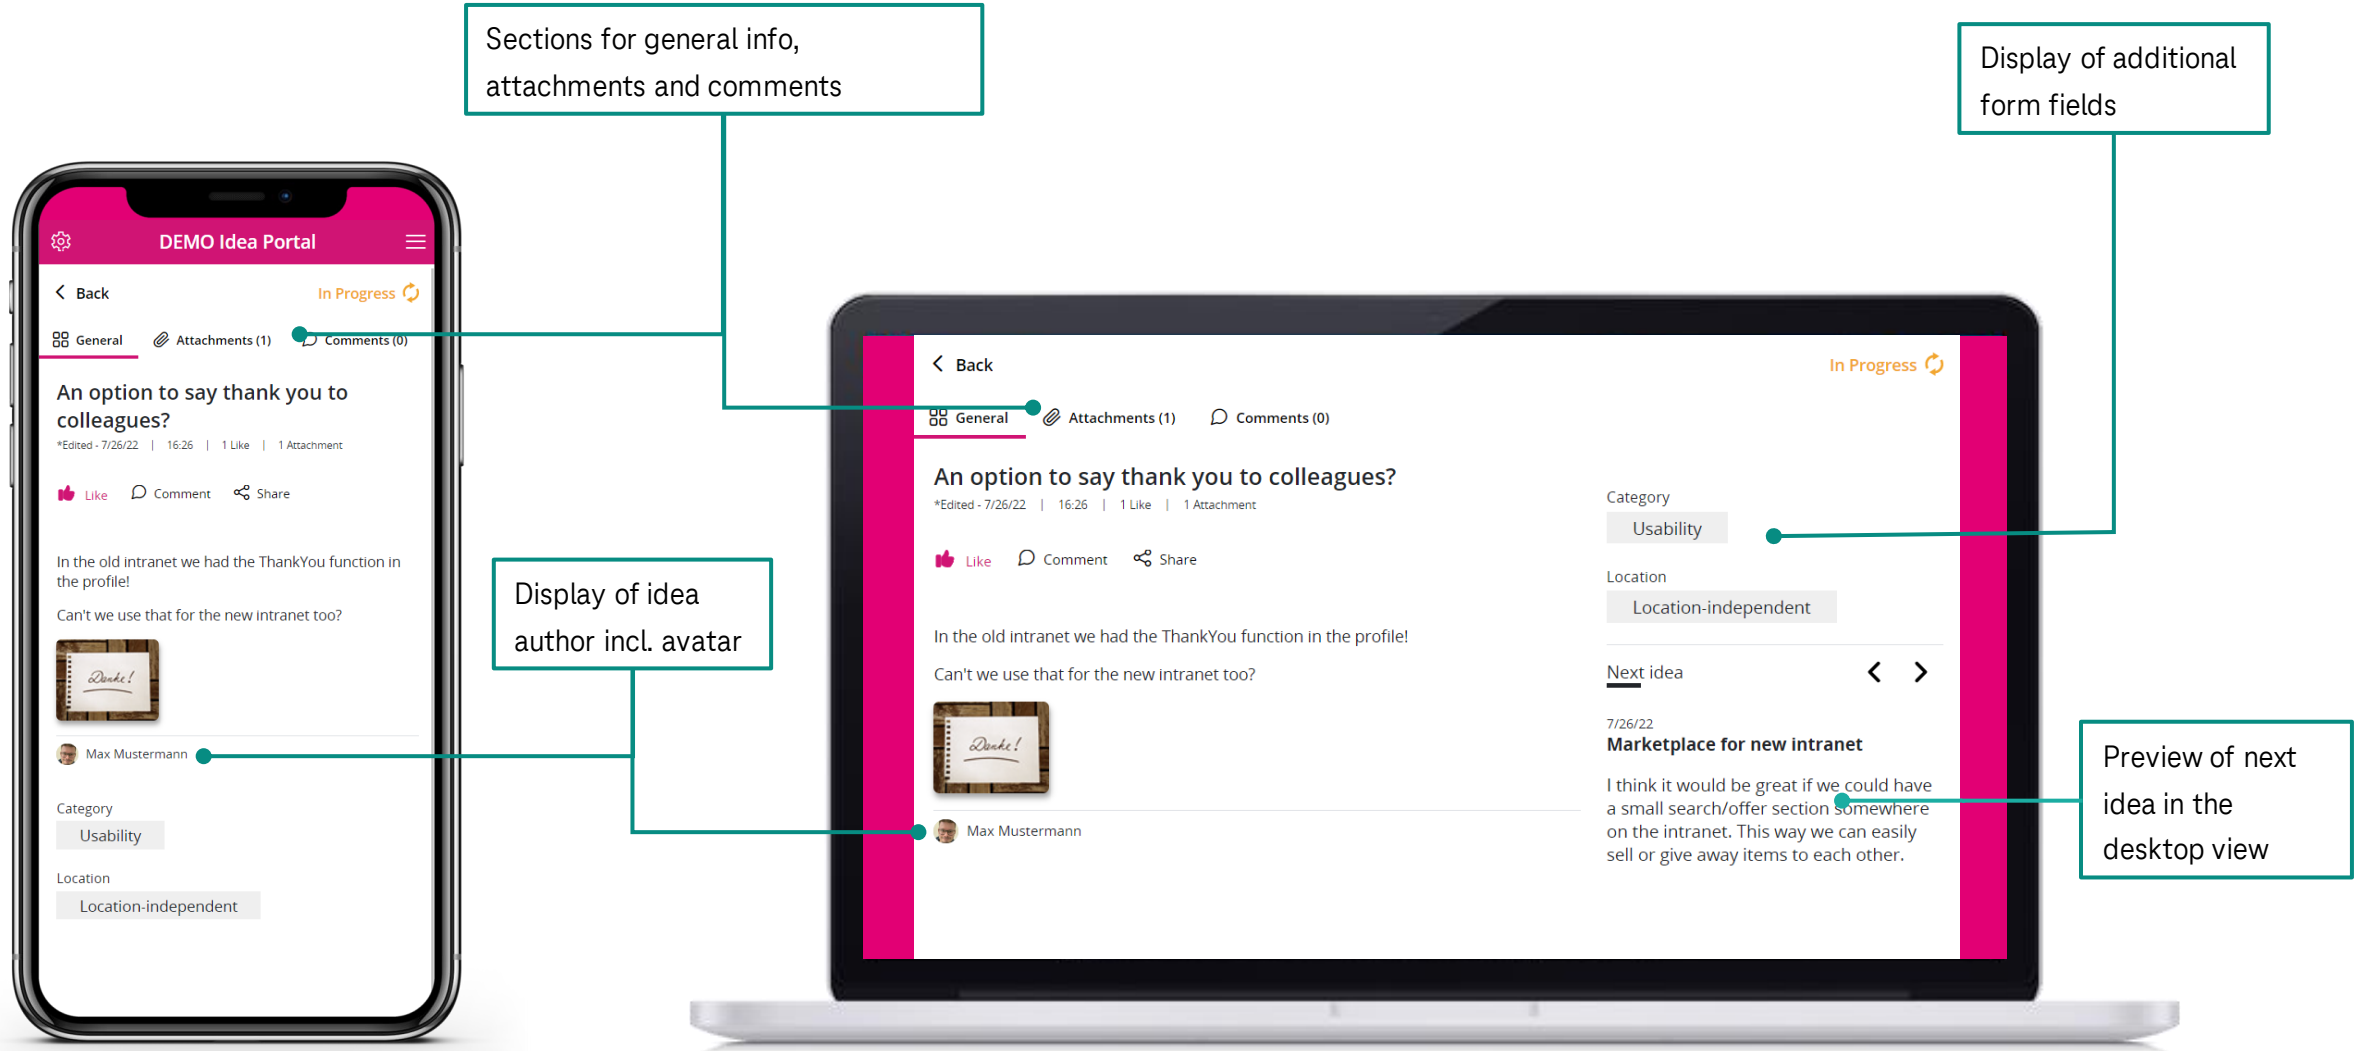 Sections for general info,
attachments and comments
Display of additional
form fields
DEMO Idea Portal
Back
In Progress
General
Attachments (1)
Comments (0)
An option to say thank you to
colleagues?
*Edited - 7/26/22 | 16:26 | 1 Like | 1 Attachment
Like
Comment
Share
In the old intranet we had the ThankYou function in
the profile!
Can't we use that for the new intranet too?
Danke!
Max Mustermann
Category
Usability
Location
Location-independent
Display of idea
author incl. avatar
Back
In Progress
General
Attachments (1)
Comments (0)
An option to say thank you to colleagues?
*Edited - 7/26/22 | 16:26 | 1 Like | 1 Attachment
Like
Comment
Share
In the old intranet we had the ThankYou function in the profile!
Can't we use that for the new intranet too?
Danke!
Max Mustermann
Category
Usability
Location
Location-independent
Next idea
7/26/22
Marketplace for new intranet
I think it would be great if we could have
a small search/offer section somewhere
on the intranet. This way we can easily
sell or give away items to each other.
Preview of next
idea in the
desktop view